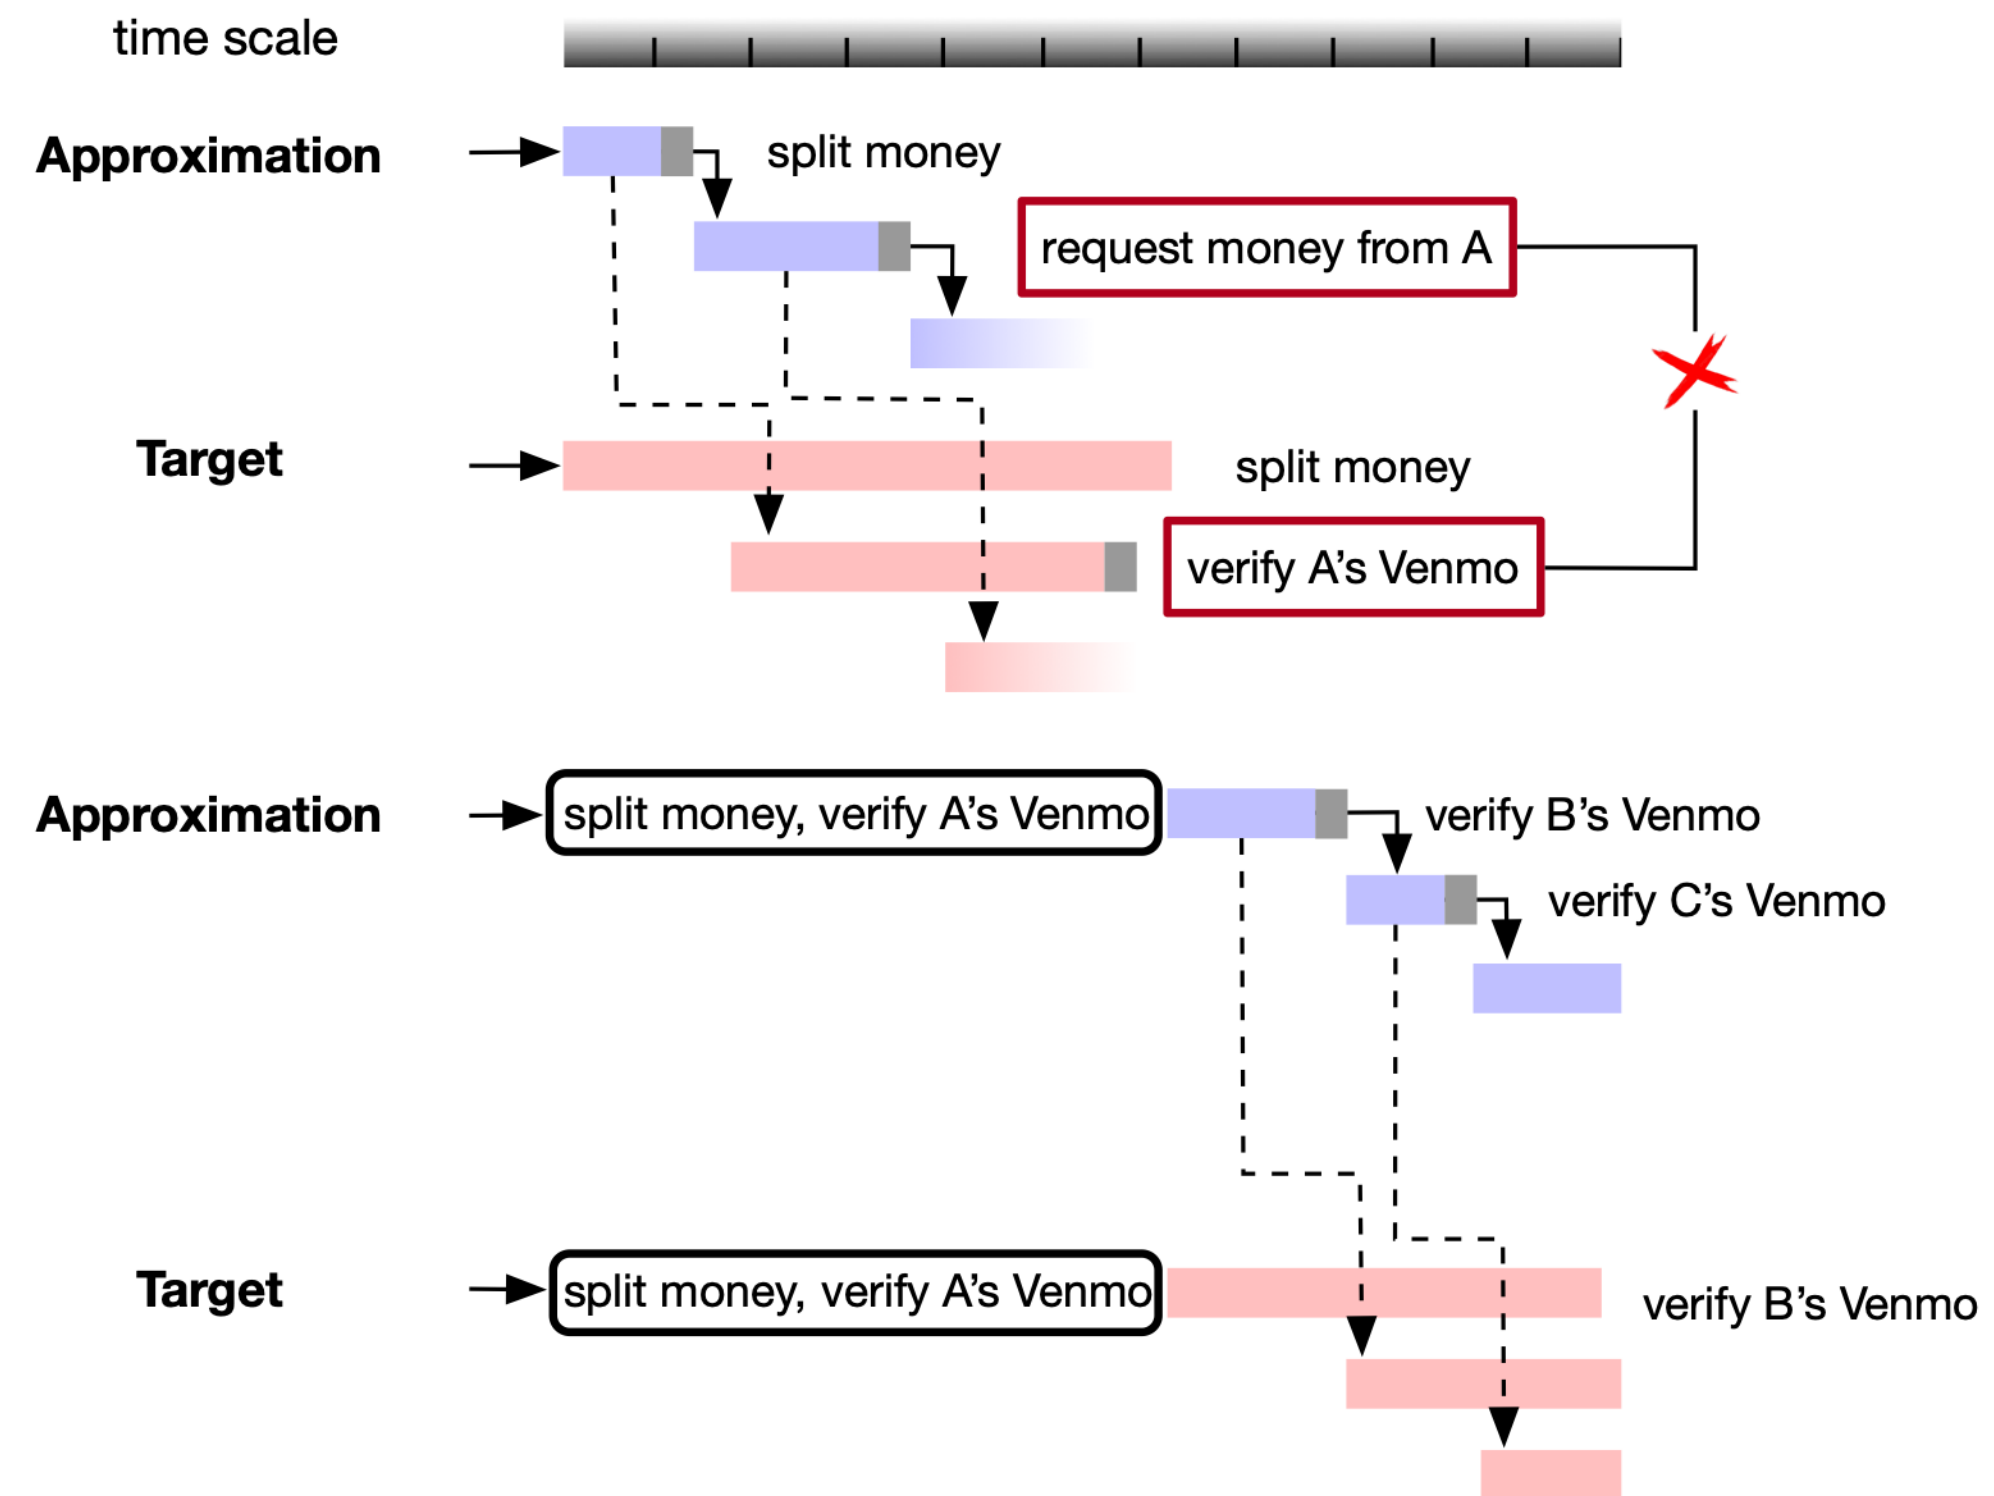 time scale
Approximation
split money
request money from A
Target
split money
verify A’s Venmo
Approximation
split money, verify A’s Venmo
verify B’s Venmo
verify C’s Venmo
Target
split money, verify A’s Venmo
verify B’s Venmo